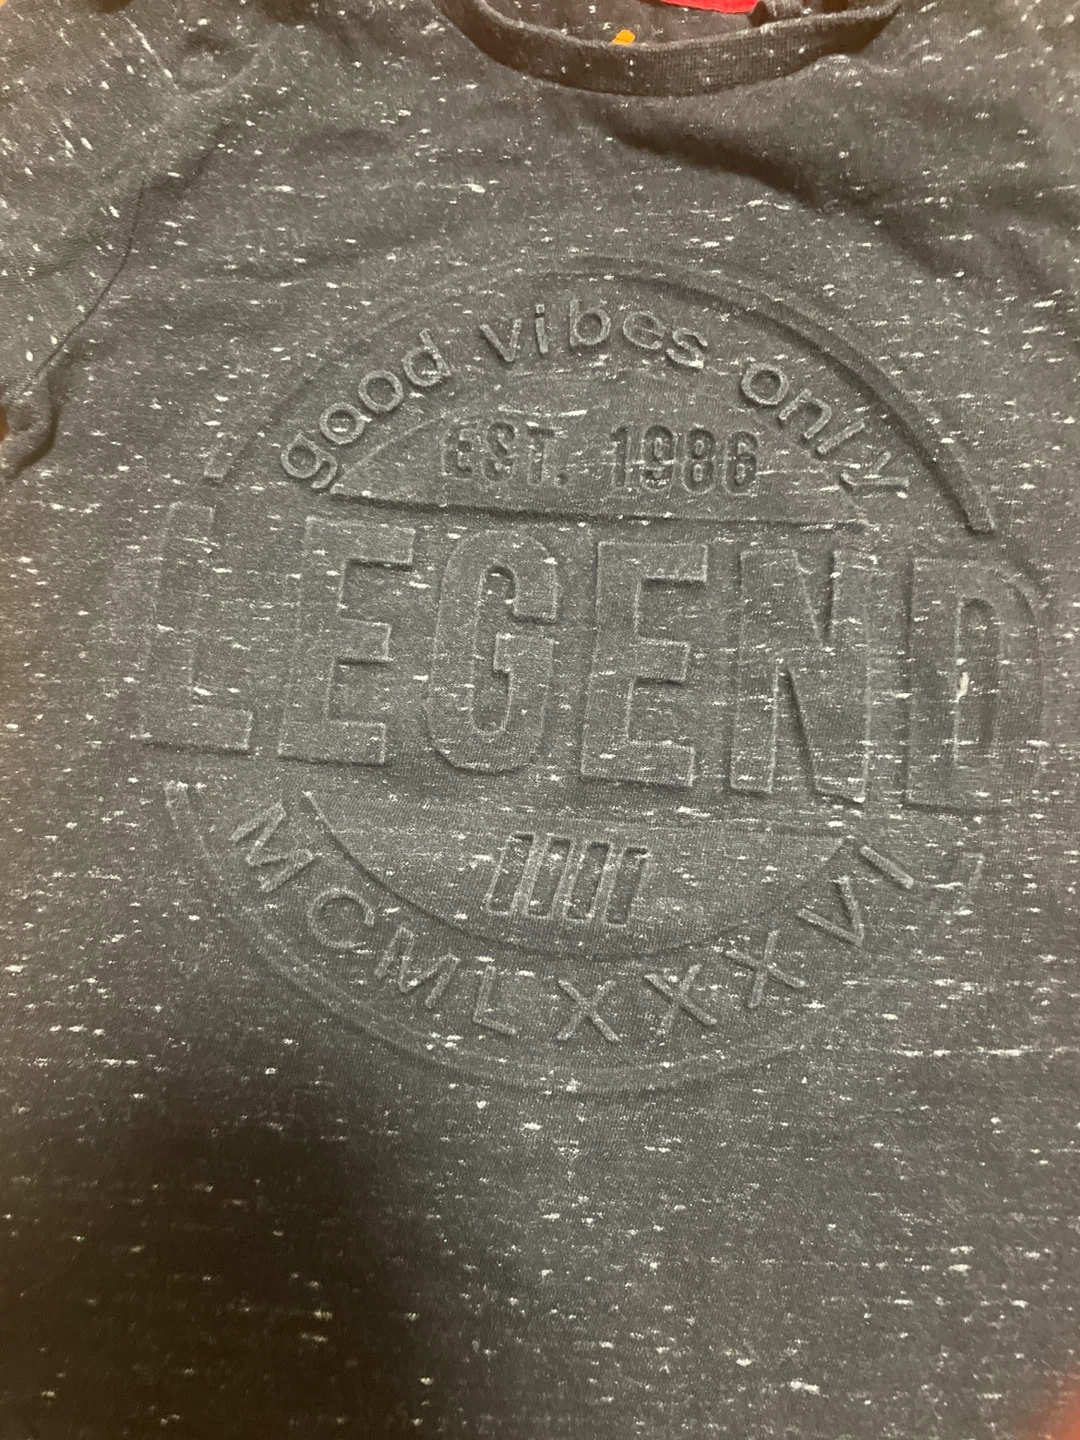 good vibes only
EST. 1986
LEGEND
MCMLXXXVI